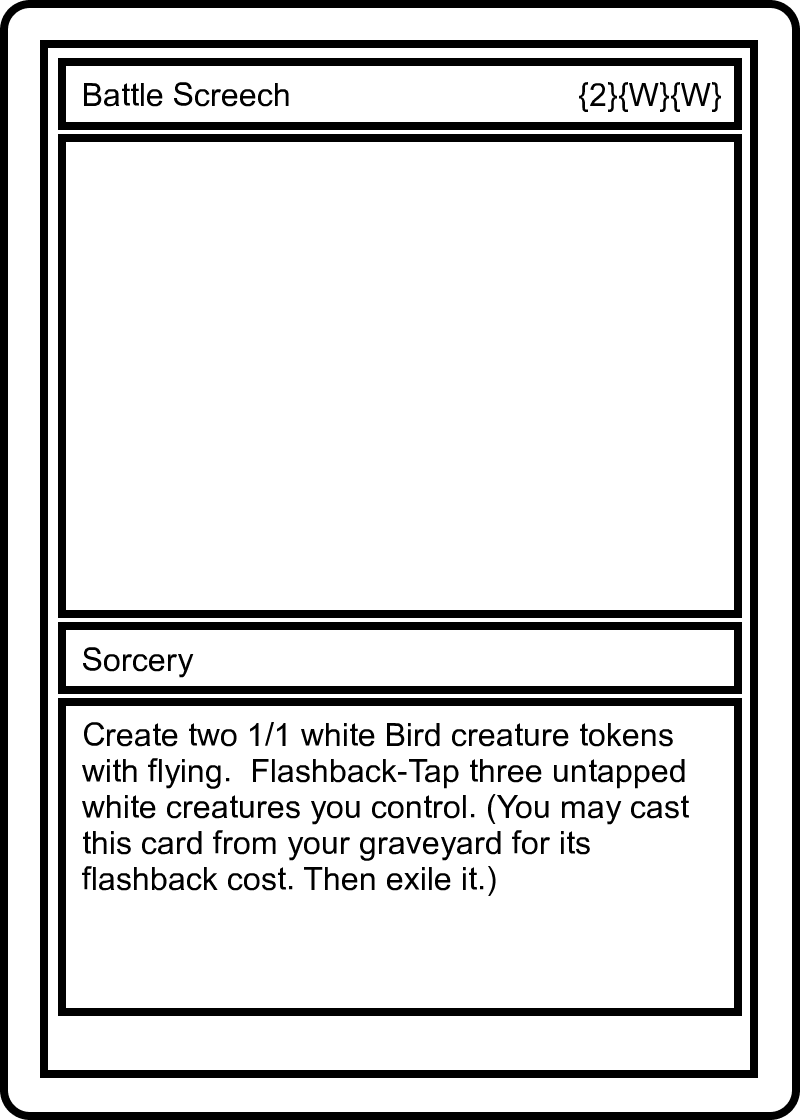 Battle Screech {2}{W}{W}
Sorcery
Create two 1/1 white Bird creature tokens
with flying.  Flashback-Tap three untapped
white creatures you control. (You may cast
this card from your graveyard for its
flashback cost. Then exile it.)